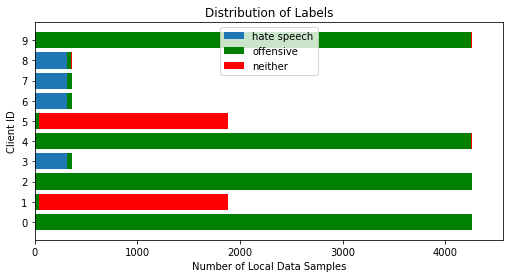 Distribution of Labels
hate speech
offensive
neither
9
8
7
6
5
4
3
2
1
0
Client ID
0
1000
2000
3000
4000
Number of Local Data Samples